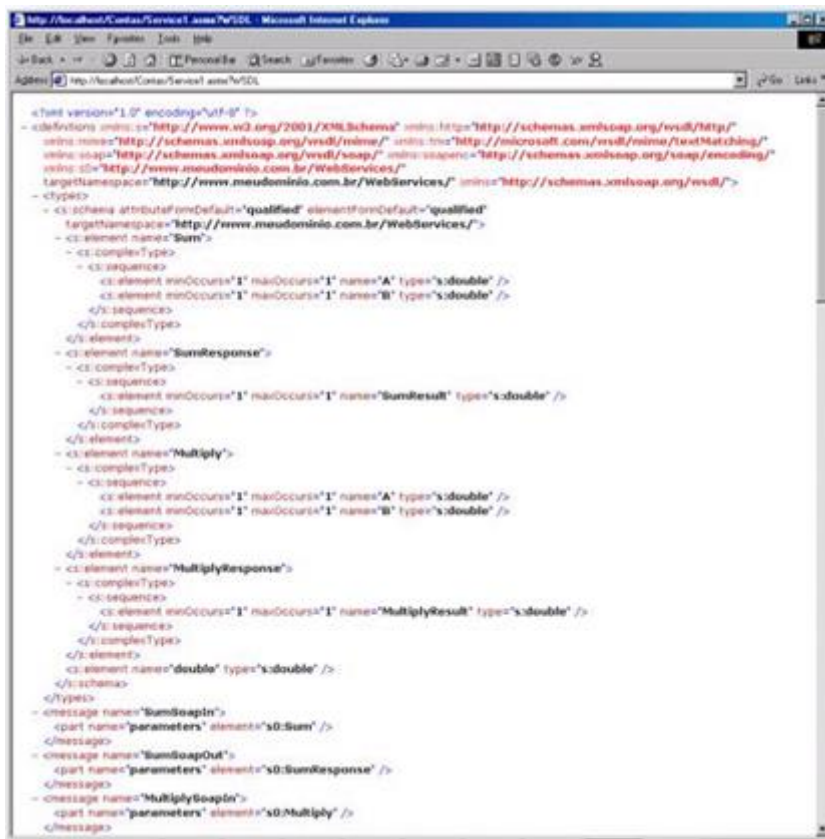 http://localhost/Contas/Service1.asmx?WSDL - Microsoft Internet Explorer
File Edit View Favorites Tools Help
Back Personal Bar Search Favorites
Address http://localhost/Contas/Service1.asmx?WSDL Go Links
<?xml version="1.0" encoding="utf-8" ?>
- <definitions xmlns:s="http://www.w3.org/2001/XMLSchema" xmlns:http="http://schemas.xmlsoap.org/wsdl/http/"
xmlns:mime="http://schemas.xmlsoap.org/wsdl/mime/" xmlns:tm="http://microsoft.com/wsdl/mime/textMatching/"
xmlns:soap="http://schemas.xmlsoap.org/wsdl/soap/" xmlns:soapenc="http://schemas.xmlsoap.org/soap/encoding/"
xmlns:s0="http://www.meudominio.com.br/WebServices/"
targetNamespace="http://www.meudominio.com.br/WebServices/" xmlns="http://schemas.xmlsoap.org/wsdl/">
- <types>
- <s:schema attributeFormDefault="qualified" elementFormDefault="qualified"
targetNamespace="http://www.meudominio.com.br/WebServices/">
- <s:element name="Sum">
- <s:complexType>
- <s:sequence>
<s:element minOccurs="1" maxOccurs="1" name="A" type="s:double" />
<s:element minOccurs="1" maxOccurs="1" name="B" type="s:double" />
</s:sequence>
</s:complexType>
</s:element>
- <s:element name="SumResponse">
- <s:complexType>
- <s:sequence>
<s:element minOccurs="1" maxOccurs="1" name="SumResult" type="s:double" />
</s:sequence>
</s:complexType>
</s:element>
- <s:element name="Multiply">
- <s:complexType>
- <s:sequence>
<s:element minOccurs="1" maxOccurs="1" name="A" type="s:double" />
<s:element minOccurs="1" maxOccurs="1" name="B" type="s:double" />
</s:sequence>
</s:complexType>
</s:element>
- <s:element name="MultiplyResponse">
- <s:complexType>
- <s:sequence>
<s:element minOccurs="1" maxOccurs="1" name="MultiplyResult" type="s:double" />
</s:sequence>
</s:complexType>
</s:element>
<s:element name="double" type="s:double" />
</s:schema>
</types>
- <message name="SumSoapIn">
<part name="parameters" element="s0:Sum" />
</message>
- <message name="SumSoapOut">
<part name="parameters" element="s0:SumResponse" />
</message>
- <message name="MultiplySoapIn">
<part name="parameters" element="s0:Multiply" />
</message>